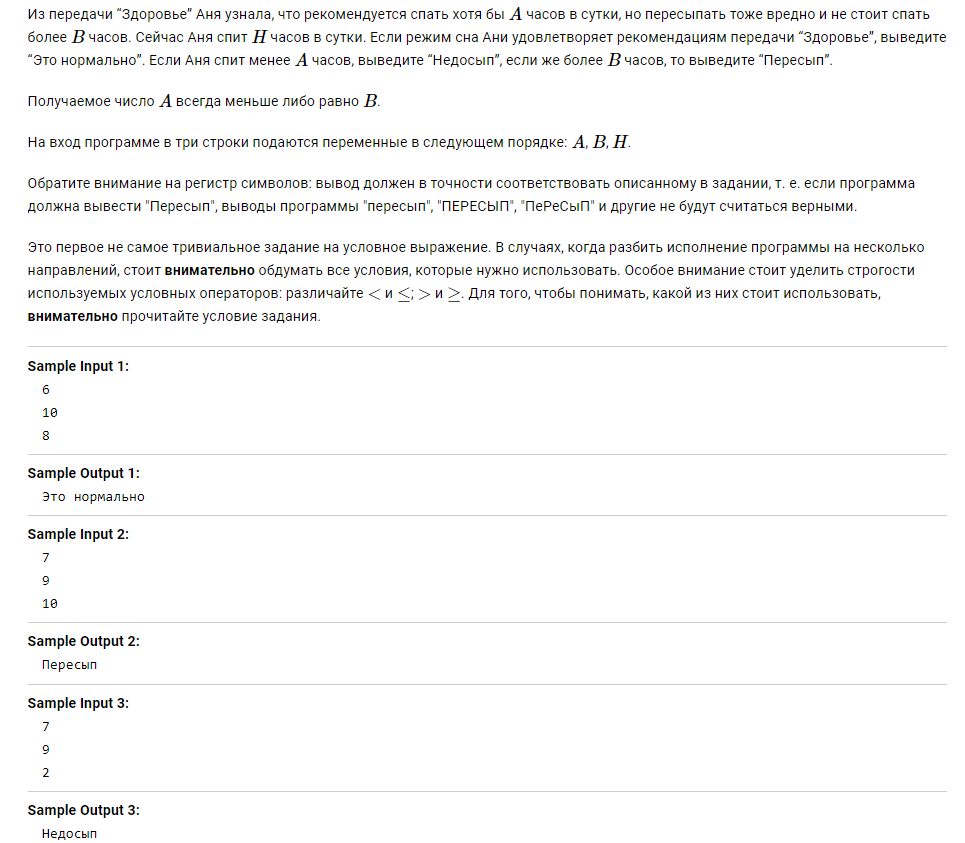 Из передачи “Здоровье” Аня узнала, что рекомендуется спать хотя бы A часов в сутки, но пересыпать тоже вредно и не стоит спать
более B часов. Сейчас Аня спит H часов в сутки. Если режим сна Ани удовлетворяет рекомендациям передачи “Здоровье”, выведите
“Это нормально”. Если Аня спит менее A часов, выведите “Недосып”, если же более B часов, то выведите “Пересып”.
Получаемое число A всегда меньше либо равно B.
На вход программе в три строки подаются переменные в следующем порядке: A, B, H.
Обратите внимание на регистр символов: вывод должен в точности соответствовать описанному в задании, т. е. если программа
должна вывести "Пересып", выводы программы "пересып", "ПЕРЕСЫП", "ПеРеСыП" и другие не будут считаться верными.
Это первое не самое тривиальное задание на условное выражение. В случаях, когда разбить исполнение программы на несколько
направлений, стоит внимательно обдумать все условия, которые нужно использовать. Особое внимание стоит уделить строгости
используемых условных операторов: различайте < и ≤; > и ≥. Для того, чтобы понимать, какой из них стоит использовать,
внимательно прочитайте условие задания.
Sample Input 1:
6
10
8
Sample Output 1:
Это нормально
Sample Input 2:
7
9
10
Sample Output 2:
Пересып
Sample Input 3:
7
9
2
Sample Output 3:
Недосып